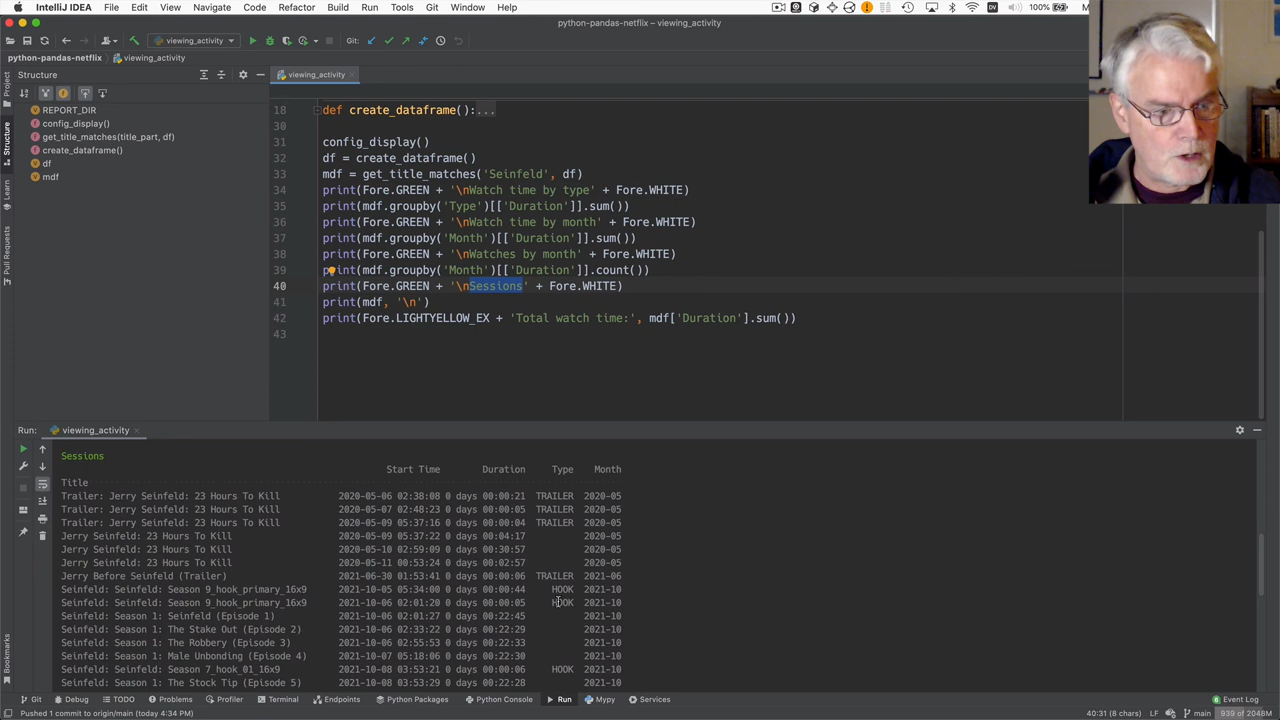 IntelliJ IDEA File Edit View Navigate Code Refactor Build Run Tools Git Window Help 100%
python-pandas-netflix – viewing_activity
viewing_activity Git:
python-pandas-netflix viewing_activity
Structure viewing_activity
REPORT_DIR
config_display()
get_title_matches(title_part, df)
create_dataframe()
df
mdf
Project
Structure
Learn
Pull Requests
Bookmarks
18 def create_dataframe():...
30
31 config_display()
32 df = create_dataframe()
33 mdf = get_title_matches('Seinfeld', df)
34 print(Fore.GREEN + '\nWatch time by type' + Fore.WHITE)
35 print(mdf.groupby('Type')[['Duration']].sum())
36 print(Fore.GREEN + '\nWatch time by month' + Fore.WHITE)
37 print(mdf.groupby('Month')[['Duration']].sum())
38 print(Fore.GREEN + '\nWatches by month' + Fore.WHITE)
39 print(mdf.groupby('Month')[['Duration']].count())
40 print(Fore.GREEN + '\nSessions' + Fore.WHITE)
41 print(mdf, '\n')
42 print(Fore.LIGHTYELLOW_EX + 'Total watch time:', mdf['Duration'].sum())
43
Run: viewing_activity
Sessions
Start Time Duration Type Month
Title
Trailer: Jerry Seinfeld: 23 Hours To Kill 2020-05-06 02:38:08 0 days 00:00:21 TRAILER 2020-05
Trailer: Jerry Seinfeld: 23 Hours To Kill 2020-05-07 02:48:23 0 days 00:00:05 TRAILER 2020-05
Trailer: Jerry Seinfeld: 23 Hours To Kill 2020-05-09 05:37:16 0 days 00:00:04 TRAILER 2020-05
Jerry Seinfeld: 23 Hours To Kill 2020-05-09 05:37:22 0 days 00:04:17 2020-05
Jerry Seinfeld: 23 Hours To Kill 2020-05-10 02:59:09 0 days 00:30:57 2020-05
Jerry Seinfeld: 23 Hours To Kill 2020-05-11 00:53:24 0 days 00:02:57 2020-05
Jerry Before Seinfeld (Trailer) 2021-06-30 01:53:41 0 days 00:00:06 TRAILER 2021-06
Seinfeld: Seinfeld: Season 9_hook_primary_16x9 2021-10-05 05:34:00 0 days 00:00:44 HOOK 2021-10
Seinfeld: Seinfeld: Season 9_hook_primary_16x9 2021-10-06 02:01:20 0 days 00:00:05 HOOK 2021-10
Seinfeld: Season 1: Seinfeld (Episode 1) 2021-10-06 02:01:27 0 days 00:22:45 2021-10
Seinfeld: Season 1: The Stake Out (Episode 2) 2021-10-06 02:33:22 0 days 00:22:29 2021-10
Seinfeld: Season 1: The Robbery (Episode 3) 2021-10-06 02:55:53 0 days 00:22:33 2021-10
Seinfeld: Season 1: Male Unbonding (Episode 4) 2021-10-07 05:18:06 0 days 00:22:30 2021-10
Seinfeld: Seinfeld: Season 7_hook_01_16x9 2021-10-08 03:53:21 0 days 00:00:06 HOOK 2021-10
Seinfeld: Season 1: The Stock Tip (Episode 5) 2021-10-08 03:53:29 0 days 00:22:28 2021-10
Git Debug TODO Problems Profiler Terminal Endpoints Python Packages Python Console Run Mypy Services Event Log
Pushed 1 commit to origin/main (today 4:34 PM) 40:31 (8 chars) LF main 939 of 2048M